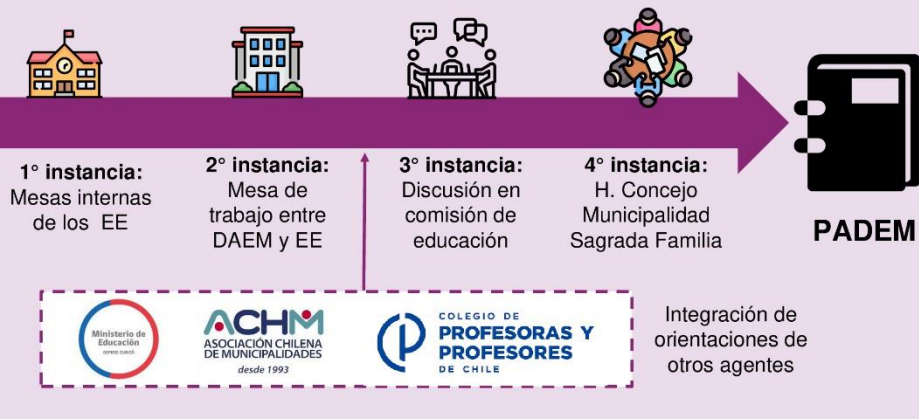 1° instancia:
Mesas internas
de los EE
2° instancia:
Mesa de
trabajo entre
DAEM y EE
3° instancia:
Discusión en
comisión de
educación
4° instancia:
H. Concejo
Municipalidad
Sagrada Familia
PADEM
Ministerio de
Educación
ACHM
ASOCIACIÓN CHILENA
DE MUNICIPALIDADES
desde 1993
COLEGIO DE
PROFESORAS Y
PROFESORES
DE CHILE
Integración de
orientaciones de
otros agentes